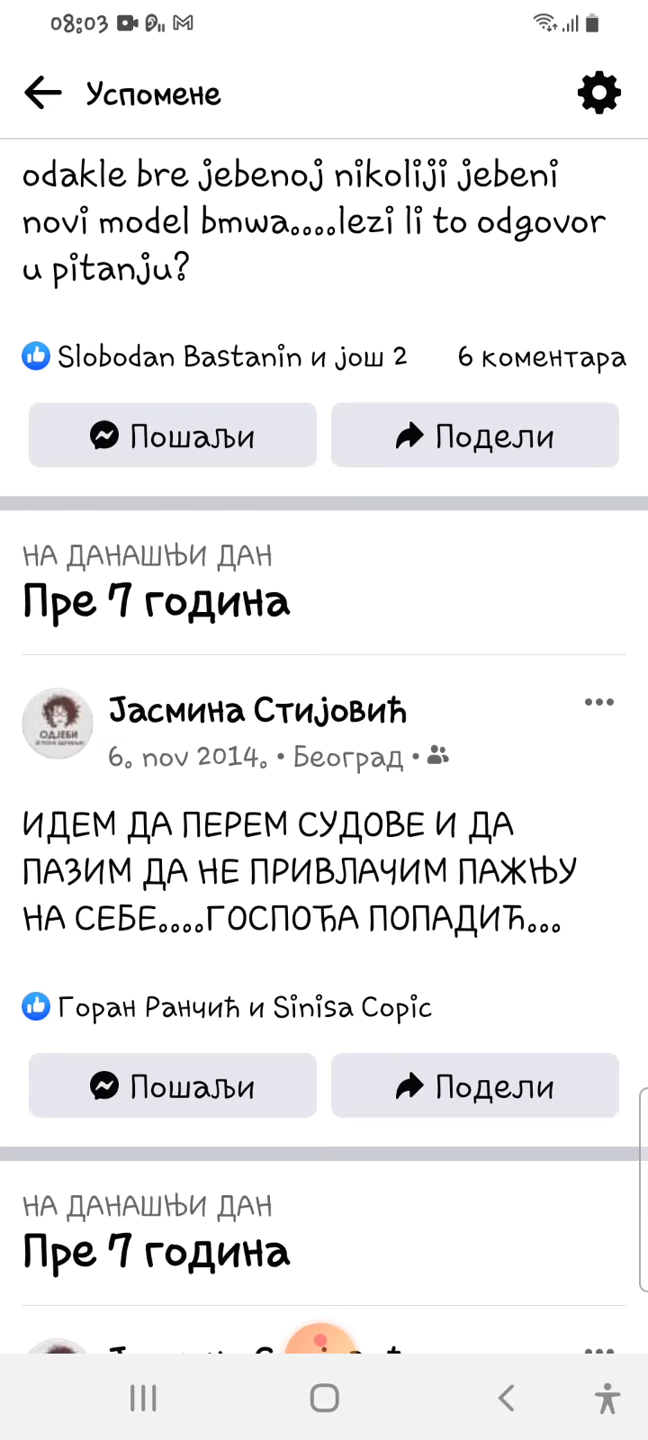 08:03
Успомене
odakle bre jebenoj nikoliji jebeni
novi model bmwa....lezi li to odgovor
u pitanju?
Slobodan Bastanin и још 2 6 коментара
Пошаљи Подели
НА ДАНАШЊИ ДАН
Пре 7 година
Јасмина Стијовић
ОДЈЕБИ
6. nov 2014. • Београд •
ИДЕМ ДА ПЕРЕМ СУДОВЕ И ДА
ПАЗИМ ДА НЕ ПРИВЛАЧИМ ПАЖЊУ
НА СЕБЕ....ГОСПОЂА ПОПАДИЋ...
Горан Ранчић и Sinisa Copic
Пошаљи Подели
НА ДАНАШЊИ ДАН
Пре 7 година